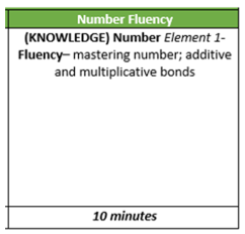 Number Fluency
(KNOWLEDGE) Number Element 1-
Fluency– mastering number; additive
and multiplicative bonds
10 minutes